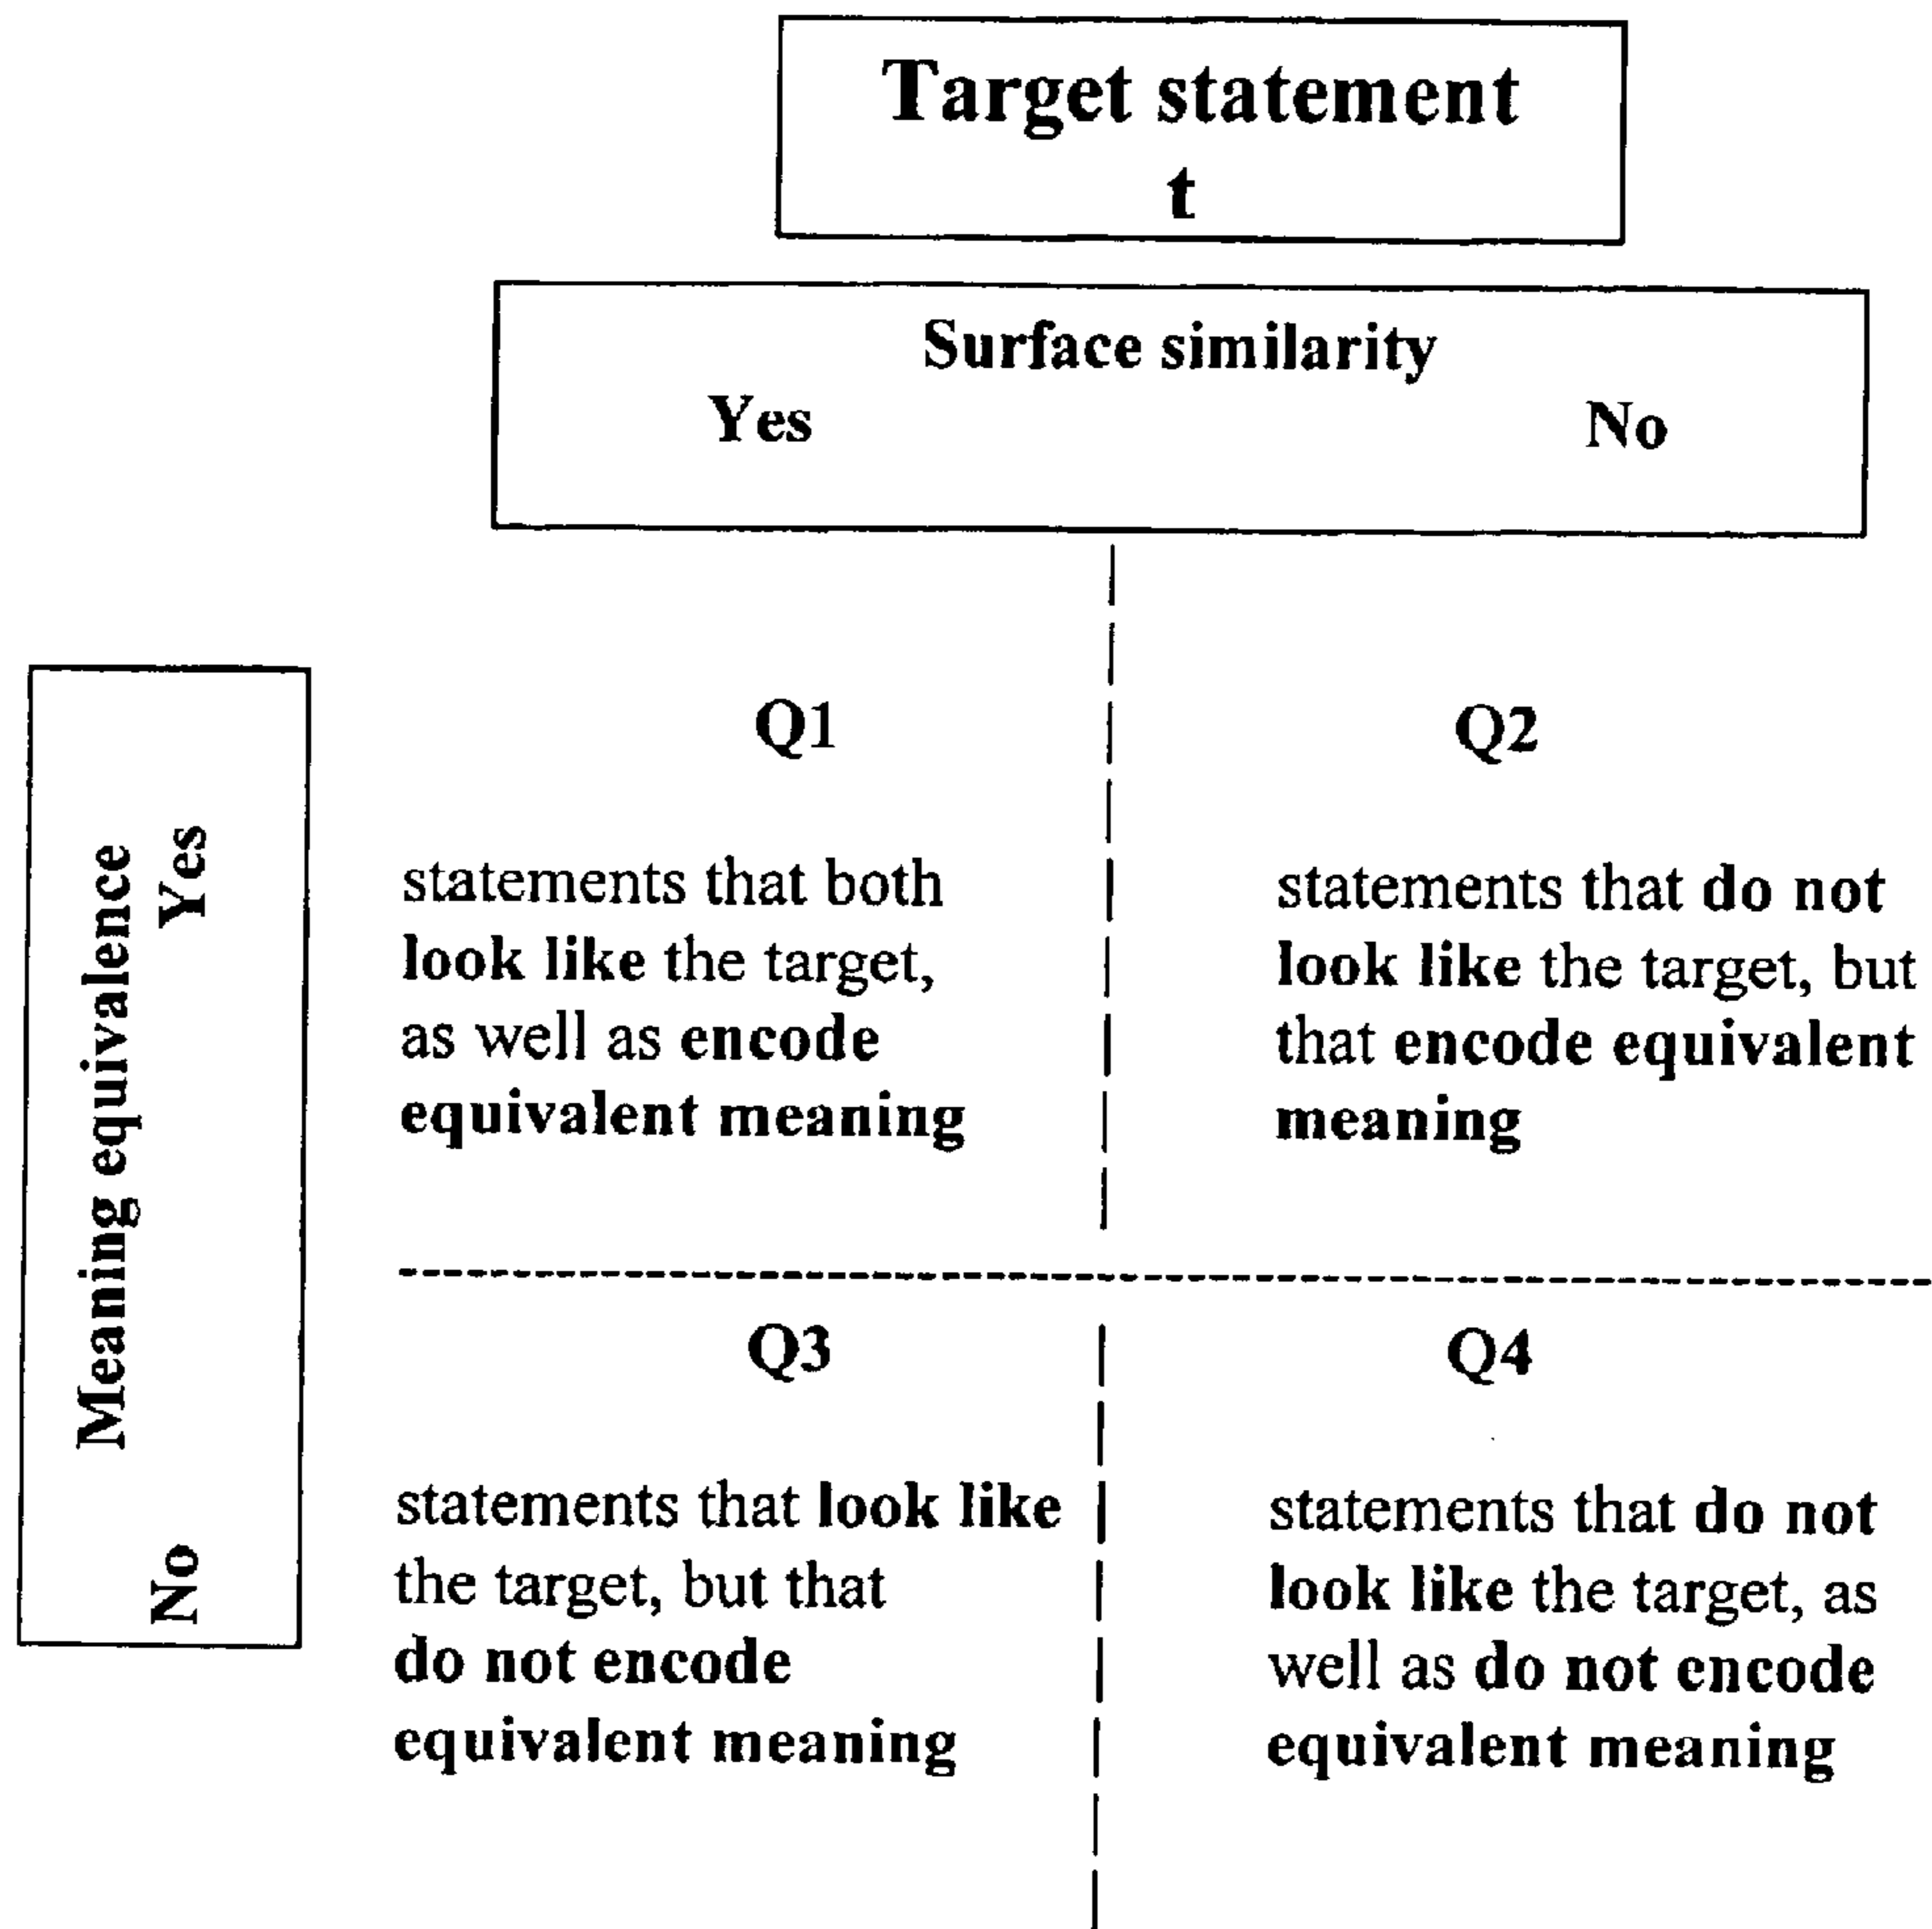 Target statement
t
Surface similarity
Yes No
Meaning equivalence
Yes
No
Q1
statements that both
look like the target,
as well as encode
equivalent meaning
Q2
statements that do not
look like the target, but
that encode equivalent
meaning
Q3
statements that look like
the target, but that
do not encode
equivalent meaning
Q4
statements that do not
look like the target, as
well as do not encode
equivalent meaning